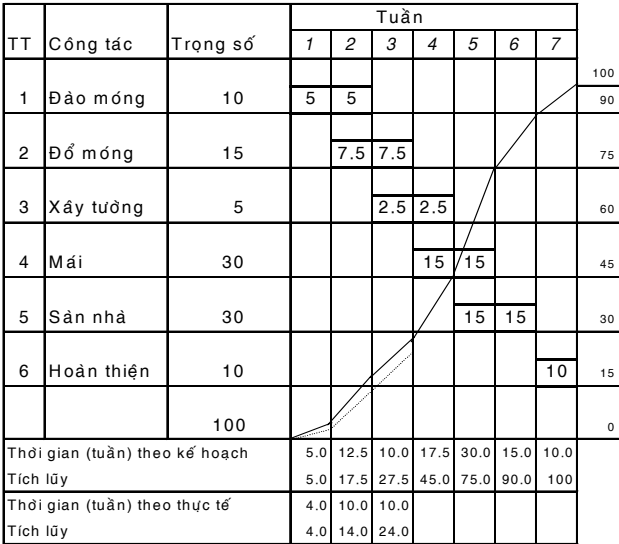 Tuần
TT Công tác Trọng số 1 2 3 4 5 6 7
100
1 Đào móng 10 5 5 90
2 Đổ móng 15 7.5 7.5 75
3 Xây tường 5 2.5 2.5 60
4 Mái 30 15 15 45
5 Sàn nhà 30 15 15 30
6 Hoàn thiện 10 10 15
100 0
Thời gian (tuần) theo kế hoạch 5.0 12.5 10.0 17.5 30.0 15.0 10.0
Tích lũy 5.0 17.5 27.5 45.0 75.0 90.0 100
Thời gian (tuần) theo thực tế 4.0 10.0 10.0
Tích lũy 4.0 14.0 24.0